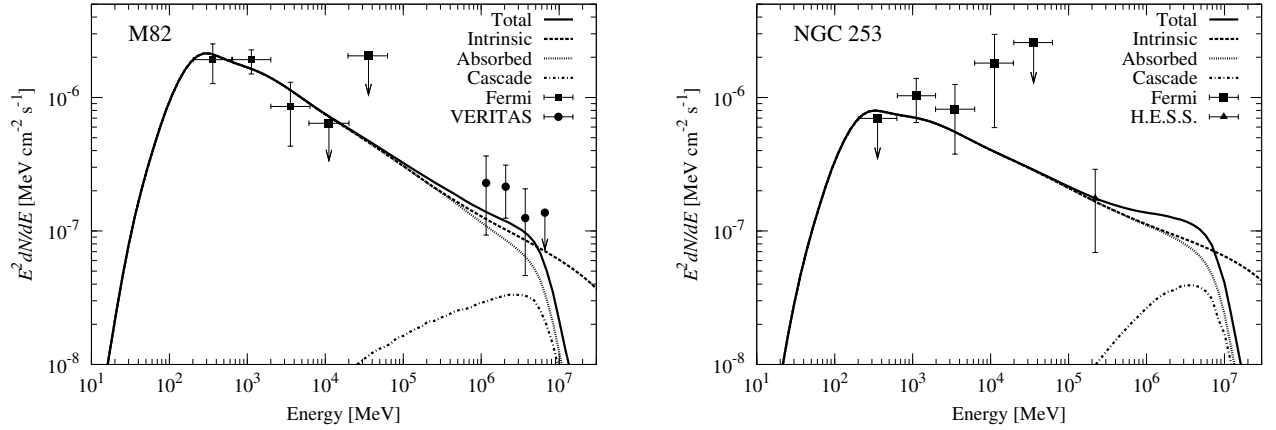 M82
Total
Intrinsic
Absorbed
Cascade
Fermi
VERITAS
10^-6
10^-7
10^-8
E^2 dN/dE [MeV cm^-2 s^-1]
10^1 10^2 10^3 10^4 10^5 10^6 10^7
Energy [MeV]
NGC 253
Total
Intrinsic
Absorbed
Cascade
Fermi
H.E.S.S.
10^-6
10^-7
10^-8
E^2 dN/dE [MeV cm^-2 s^-1]
10^1 10^2 10^3 10^4 10^5 10^6 10^7
Energy [MeV]